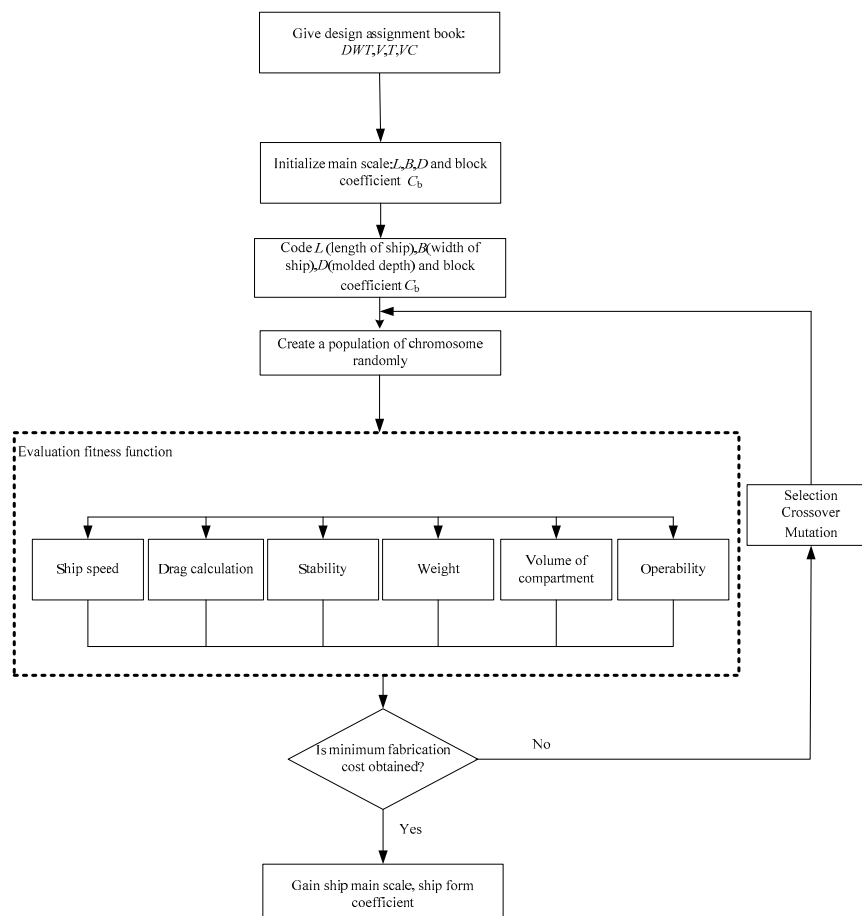 Give design assignment book:
DWT,V,T,VC
Initialize main scale:L,B,D and block
coefficient Cb
Code L (length of ship),B(width of
ship),D(molded depth) and block
coefficient Cb
Create a population of chromosome
randomly
Evaluation fitness function
Ship speed
Drag calculation
Stability
Weight
Volume of
compartment
Operability
Selection
Crossover
Mutation
Is minimum fabrication
cost obtained?
No
Yes
Gain ship main scale, ship form
coefficient